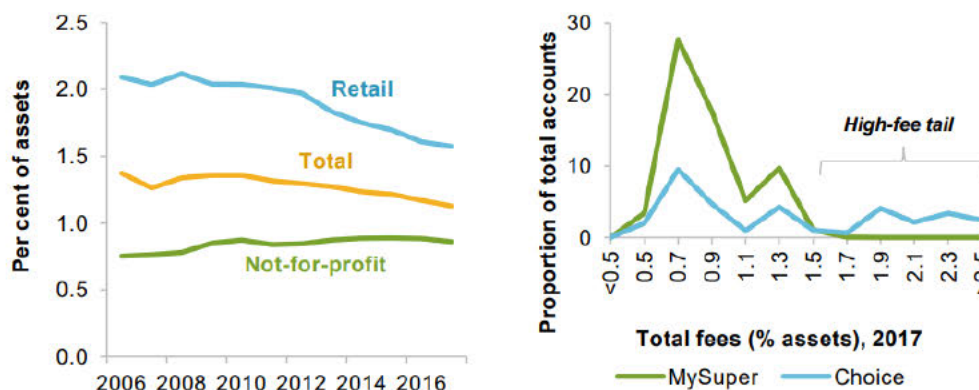 Per cent of assets
2.5
2.0
1.5
1.0
0.5
0.0
Retail
Total
Not-for-profit
2006 2008 2010 2012 2014 2016
Proportion of total accounts
30
20
10
0
High-fee tail
<0.5
0.5
0.7
0.9
1.1
1.3
1.5
1.7
1.9
2.1
2.3
Total fees (% assets), 2017
MySuper
Choice